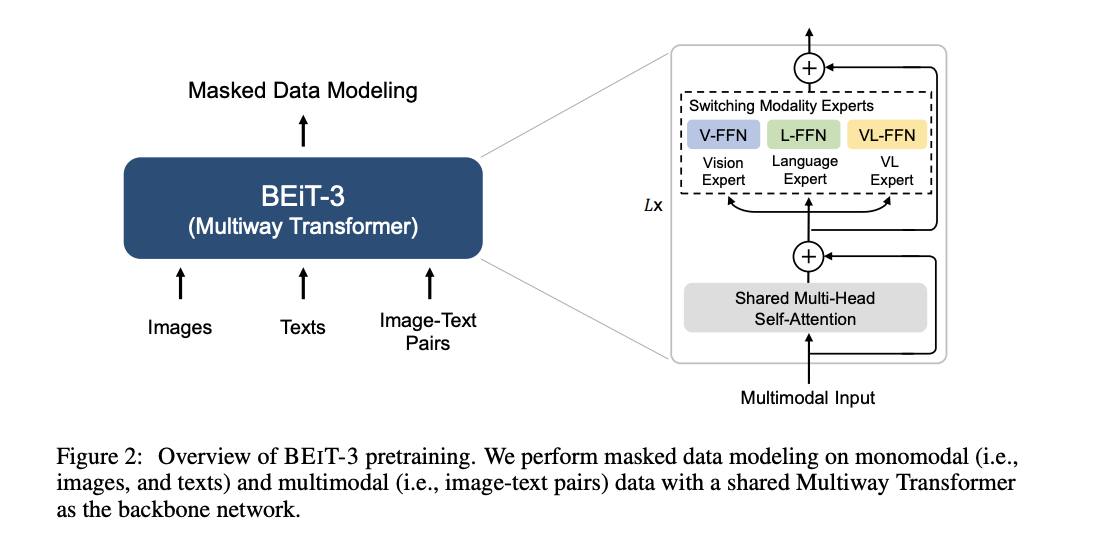 Masked Data Modeling
BEiT-3
(Multiway Transformer)
Images
Texts
Image-Text
Pairs
Switching Modality Experts
V-FFN
L-FFN
VL-FFN
Vision
Expert
Language
Expert
VL
Expert
Lx
Shared Multi-Head
Self-Attention
Multimodal Input
Figure 2: Overview of BEIT-3 pretraining. We perform masked data modeling on monomodal (i.e.,
images, and texts) and multimodal (i.e., image-text pairs) data with a shared Multiway Transformer
as the backbone network.